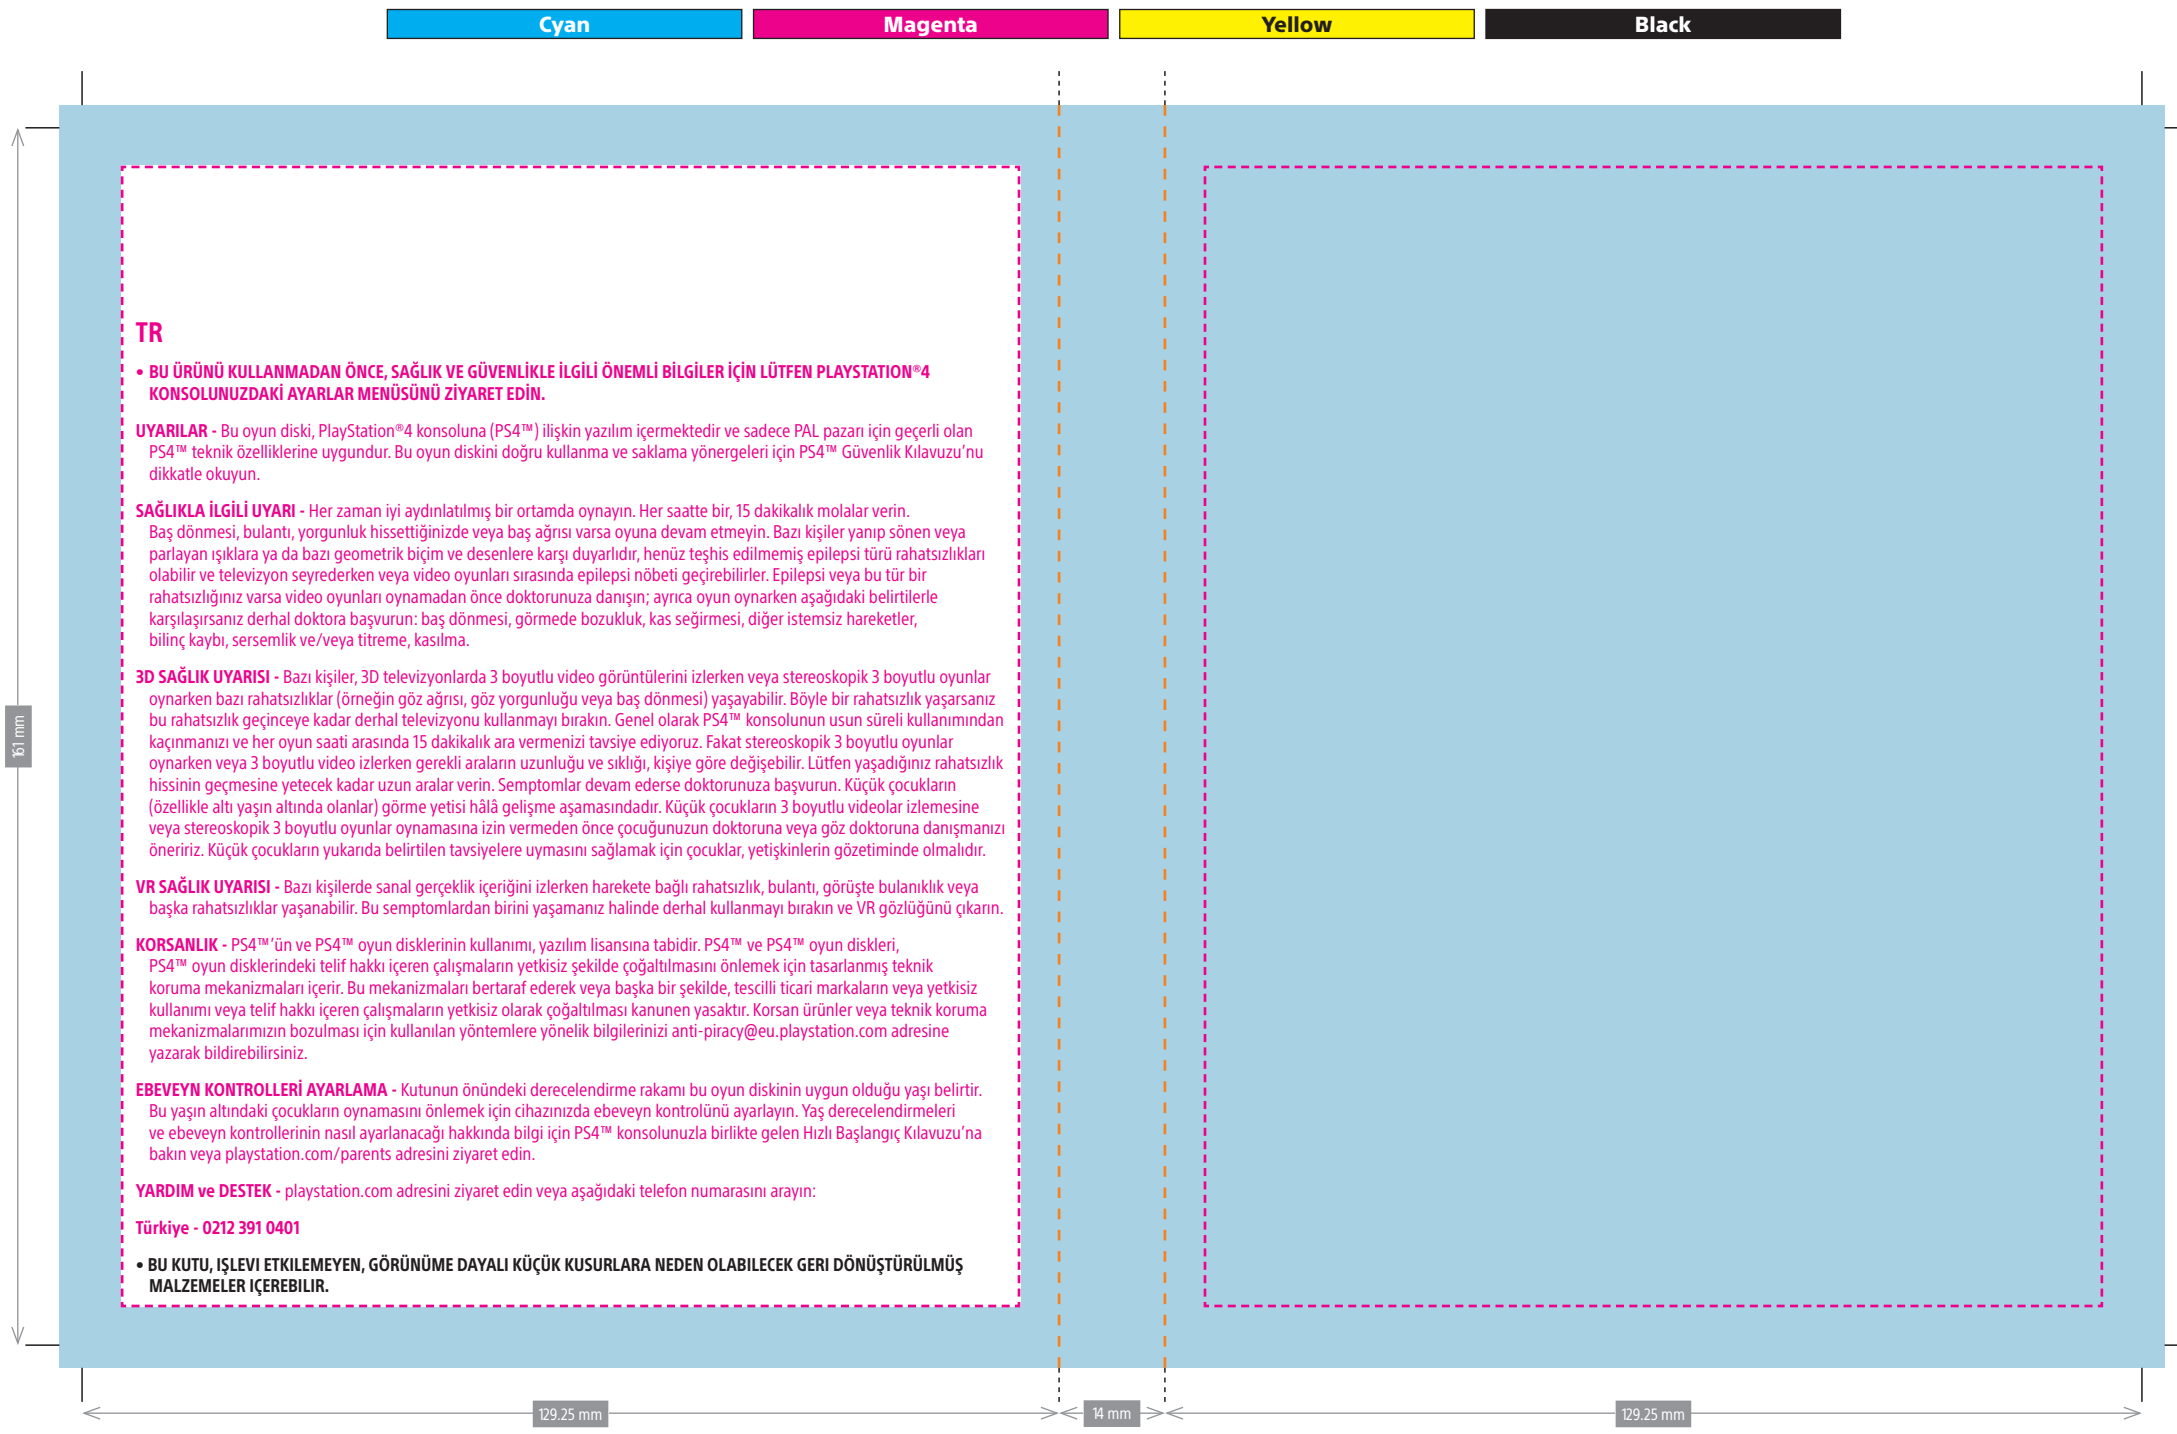 Cyan
Magenta
Yellow
Black
TR
• BU ÜRÜNÜ KULLANMADAN ÖNCE, SAĞLIK VE GÜVENLİKLE İLGİLİ ÖNEMLİ BİLGİLER İÇİN LÜTFEN PLAYSTATION®4
KONSOLUNUZDAKİ AYARLAR MENÜSÜNÜ ZİYARET EDİN.
UYARILAR - Bu oyun diski, PlayStation®4 konsoluna (PS4™) ilişkin yazılım içermektedir ve sadece PAL pazarı için geçerli olan
PS4™ teknik özelliklerine uygundur. Bu oyun diskini doğru kullanma ve saklama yönergeleri için PS4™ Güvenlik Kılavuzu’nu
dikkatle okuyun.
SAĞLIKLA İLGİLİ UYARI - Her zaman iyi aydınlatılmış bir ortamda oynayın. Her saatte bir, 15 dakikalık molalar verin.
Baş dönmesi, bulantı, yorgunluk hissettiğinizde veya baş ağrısı varsa oyuna devam etmeyin. Bazı kişiler yanıp sönen veya
parlayan ışıklara ya da bazı geometrik biçim ve desenlere karşı duyarlıdır, henüz teşhis edilmemiş epilepsi türü rahatsızlıkları
olabilir ve televizyon seyrederken veya video oyunları sırasında epilepsi nöbeti geçirebilirler. Epilepsi veya bu tür bir
rahatsızlığınız varsa video oyunları oynamadan önce doktorunuza danışın; ayrıca oyun oynarken aşağıdaki belirtilerle
karşılaşırsanız derhal doktora başvurun: baş dönmesi, görmede bozukluk, kas seğirmesi, diğer istemsiz hareketler,
bilinç kaybı, sersemlik ve/veya titreme, kasılma.
3D SAĞLIK UYARISI - Bazı kişiler, 3D televizyonlarda 3 boyutlu video görüntülerini izlerken veya stereoskopik 3 boyutlu oyunlar
oynarken bazı rahatsızlıklar (örneğin göz ağrısı, göz yorgunluğu veya baş dönmesi) yaşayabilir. Böyle bir rahatsızlık yaşarsanız
bu rahatsızlık geçinceye kadar derhal televizyonu kullanmayı bırakın. Genel olarak PS4™ konsolunun usun süreli kullanımından
kaçınmanızı ve her oyun saati arasında 15 dakikalık ara vermenizi tavsiye ediyoruz. Fakat stereoskopik 3 boyutlu oyunlar
oynarken veya 3 boyutlu video izlerken gerekli araların uzunluğu ve sıklığı, kişiye göre değişebilir. Lütfen yaşadığınız rahatsızlık
hissinin geçmesine yetecek kadar uzun aralar verin. Semptomlar devam ederse doktorunuza başvurun. Küçük çocukların
(özellikle altı yaşın altında olanlar) görme yetisi hâlâ gelişme aşamasındadır. Küçük çocukların 3 boyutlu videolar izlemesine
veya stereoskopik 3 boyutlu oyunlar oynamasına izin vermeden önce çocuğunuzun doktoruna veya göz doktoruna danışmanızı
öneririz. Küçük çocukların yukarıda belirtilen tavsiyelere uymasını sağlamak için çocuklar, yetişkinlerin gözetiminde olmalıdır.
VR SAĞLIK UYARISI - Bazı kişilerde sanal gerçeklik içeriğini izlerken harekete bağlı rahatsızlık, bulantı, görüşte bulanıklık veya
başka rahatsızlıklar yaşanabilir. Bu semptomlardan birini yaşamanız halinde derhal kullanmayı bırakın ve VR gözlüğünü çıkarın.
KORSANLIK - PS4™’ün ve PS4™ oyun disklerinin kullanımı, yazılım lisansına tabidir. PS4™ ve PS4™ oyun diskleri,
PS4™ oyun disklerindeki telif hakkı içeren çalışmaların yetkisiz şekilde çoğaltılmasını önlemek için tasarlanmış teknik
koruma mekanizmaları içerir. Bu mekanizmaları bertaraf ederek veya başka bir şekilde, tescilli ticari markaların veya yetkisiz
kullanımı veya telif hakkı içeren çalışmaların yetkisiz olarak çoğaltılması kanunen yasaktır. Korsan ürünler veya teknik koruma
mekanizmalarımızın bozulması için kullanılan yöntemlere yönelik bilgilerinizi anti-piracy@eu.playstation.com adresine
yazarak bildirebilirsiniz.
EBEVEYN KONTROLLERİ AYARLAMA - Kutunun önündeki derecelendirme rakamı bu oyun diskinin uygun olduğu yaşı belirtir.
Bu yaşın altındaki çocukların oynamasını önlemek için cihazınızda ebeveyn kontrolünü ayarlayın. Yaş derecelendirmeleri
ve ebeveyn kontrollerinin nasıl ayarlanacağı hakkında bilgi için PS4™ konsolunuzla birlikte gelen Hızlı Başlangıç Kılavuzu’na
bakın veya playstation.com/parents adresini ziyaret edin.
YARDIM ve DESTEK - playstation.com adresini ziyaret edin veya aşağıdaki telefon numarasını arayın:
Türkiye - 0212 391 0401
• BU KUTU, IŞLEVI ETKILEMEYEN, GÖRÜNÜME DAYALI KÜÇÜK KUSURLARA NEDEN OLABILECEK GERI DÖNÜŞTÜRÜLMÜŞ
MALZEMELER IÇEREBILIR.
161 mm
129.25 mm
14 mm
129.25 mm